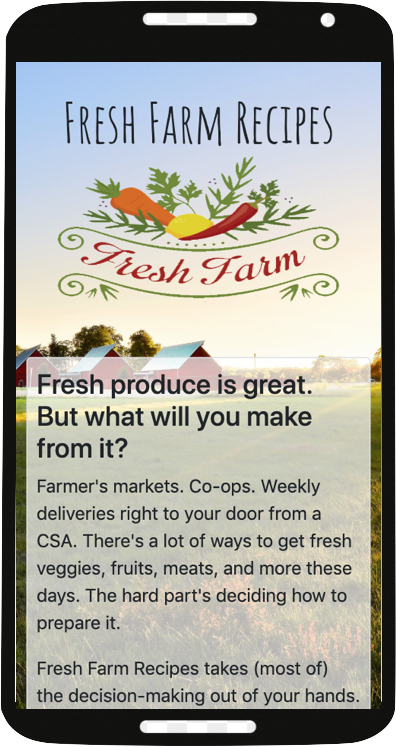 Fresh Farm Recipes
Fresh Farm
Fresh produce is great.
But what will you make
from it?
Farmer's markets. Co-ops. Weekly
deliveries right to your door from a
CSA. There's a lot of ways to get fresh
veggies, fruits, meats, and more these
days. The hard part's deciding how to
prepare it.
Fresh Farm Recipes takes (most of)
the decision-making out of your hands.